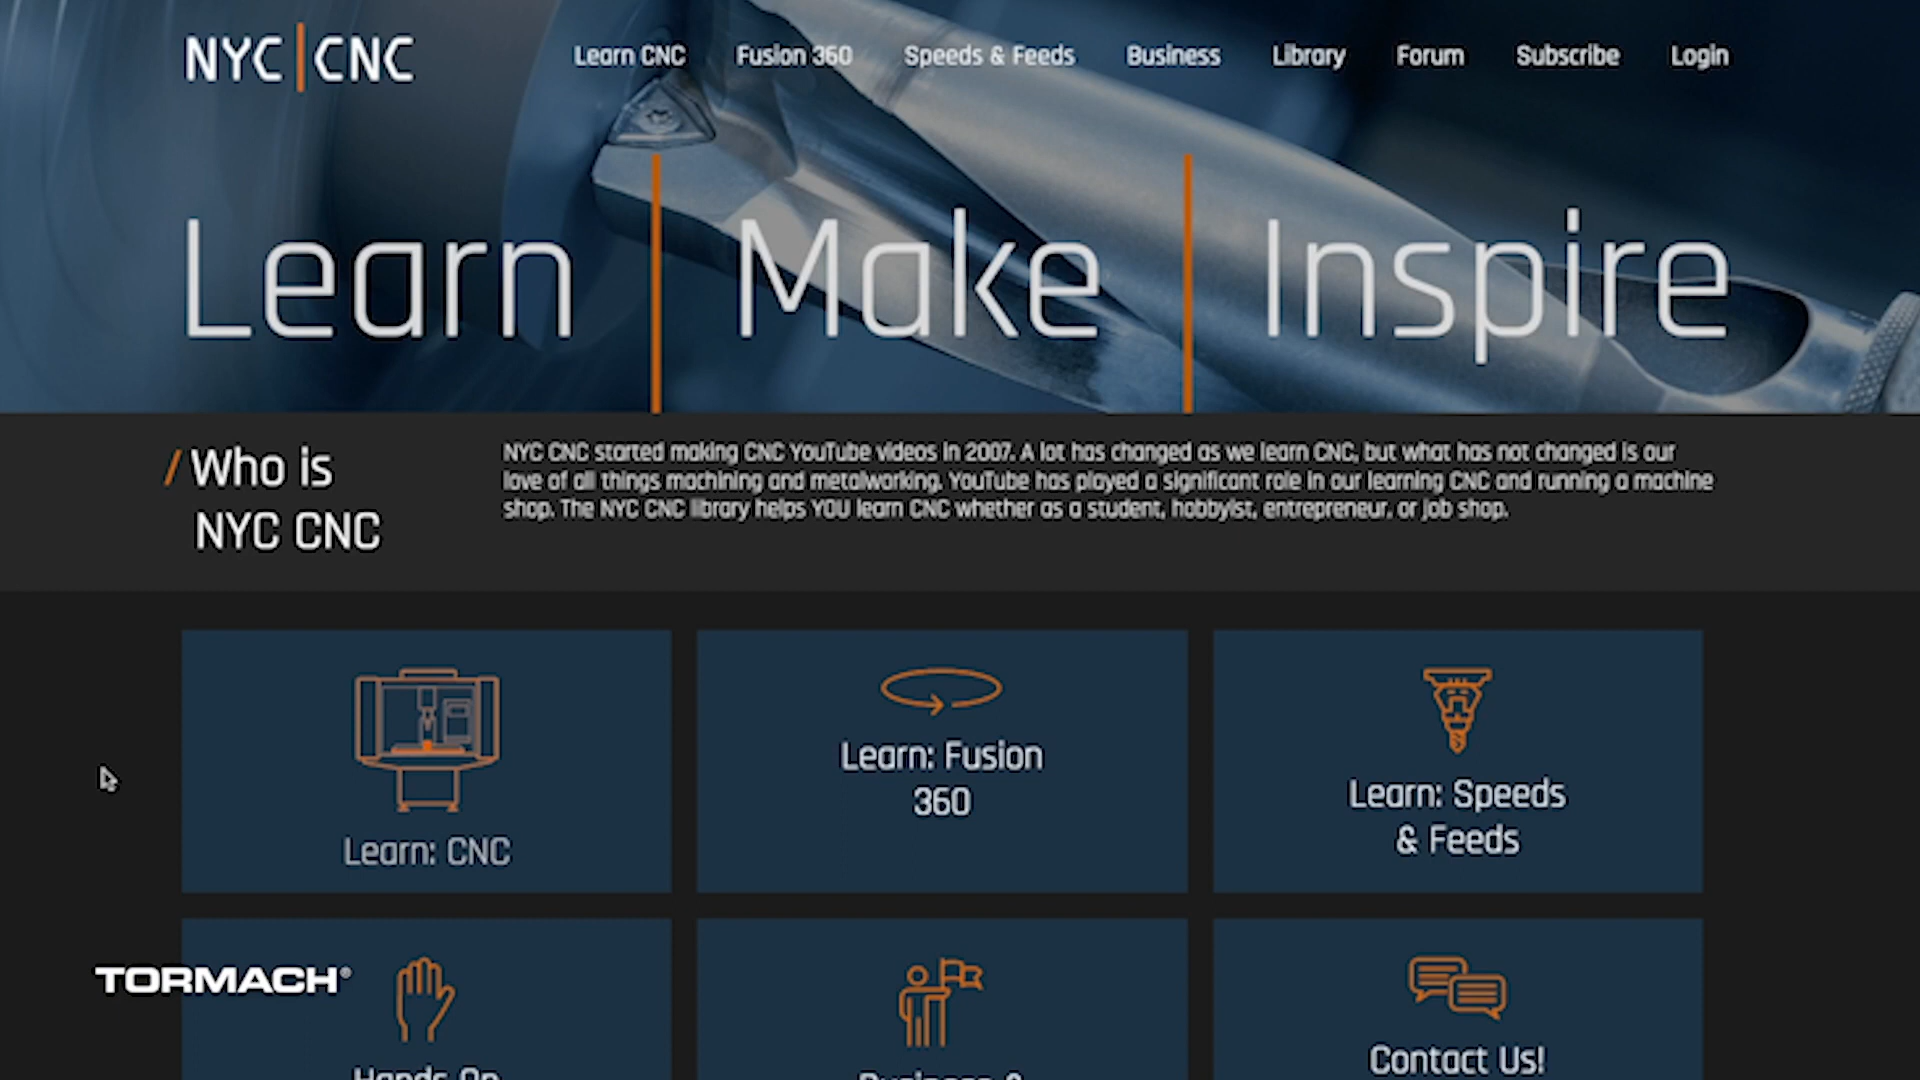 NYC|CNC
Learn CNC Fusion 360 Speeds & Feeds Business Library Forum Subscribe Login
Learn | Make | Inspire
/ Who is
NYC CNC
NYC CNC started making CNC YouTube videos in 2007. A lot has changed as we learn CNC, but what has not changed is our
love of all things machining and metalworking. YouTube has played a significant role in our learning CNC and running a machine
shop. The NYC CNC library helps YOU learn CNC whether as a student, hobbyist, entrepreneur, or job shop.
Learn: CNC
Learn: Fusion
360
Learn: Speeds
& Feeds
TORMACH®
Hands On
Business &
Contact Us!